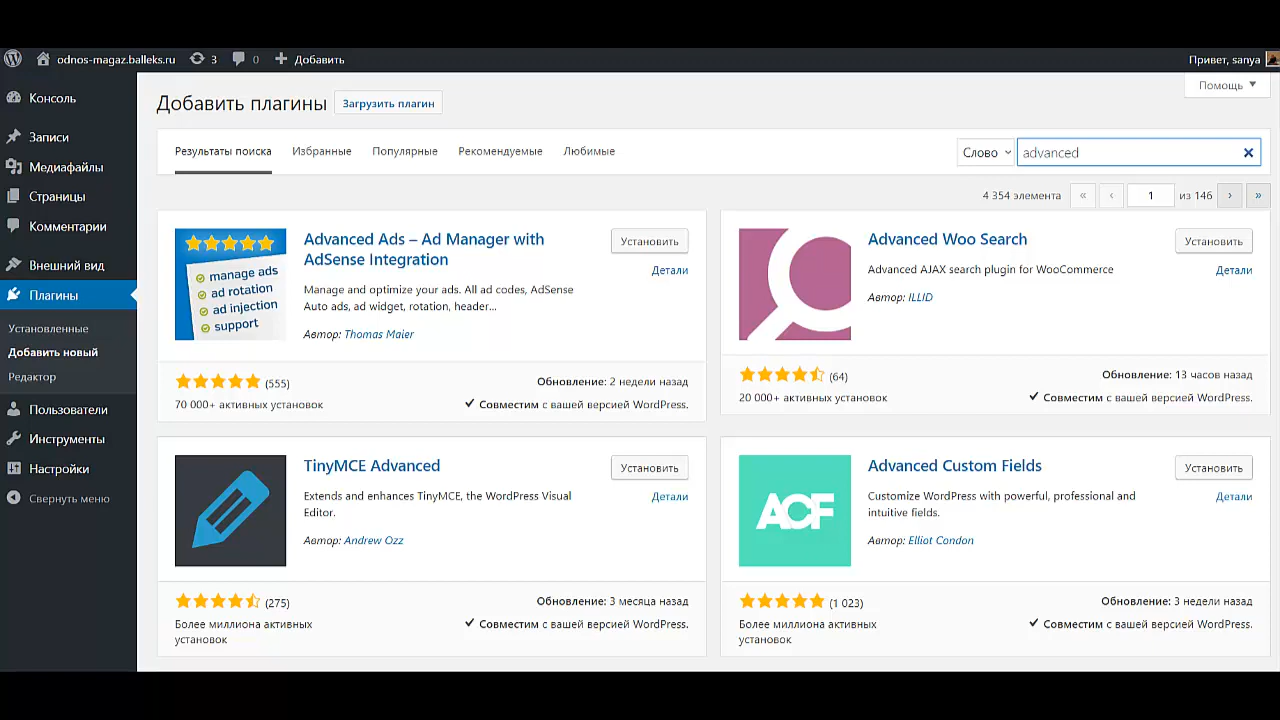 odnos-magaz.balleks.ru
3
0
Добавить
Привет, sanya
Помощь
Консоль
Записи
Медиафайлы
Страницы
Комментарии
Внешний вид
Плагины
Установленные
Добавить новый
Редактор
Пользователи
Инструменты
Настройки
Свернуть меню
Добавить плагины
Загрузить плагин
Результаты поиска
Избранные
Популярные
Рекомендуемые
Любимые
Слово
advanced
4 354 элемента
«
‹
1
из 146
›
»
manage ads
ad rotation
ad injection
support
Advanced Ads – Ad Manager with
AdSense Integration
Установить
Детали
Manage and optimize your ads. All ad codes, AdSense
Auto ads, ad widget, rotation, header...
Автор: Thomas Maier
(555)
Обновление: 2 недели назад
70 000+ активных установок
Совместим с вашей версией WordPress.
Advanced Woo Search
Установить
Детали
Advanced AJAX search plugin for WooCommerce
Автор: ILLID
(64)
Обновление: 13 часов назад
20 000+ активных установок
Совместим с вашей версией WordPress.
TinyMCE Advanced
Установить
Детали
Extends and enhances TinyMCE, the WordPress Visual
Editor.
Автор: Andrew Ozz
(275)
Обновление: 3 месяца назад
Более миллиона активных
установок
Совместим с вашей версией WordPress.
ACF
Advanced Custom Fields
Установить
Детали
Customize WordPress with powerful, professional and
intuitive fields.
Автор: Elliot Condon
(1 023)
Обновление: 3 недели назад
Более миллиона активных
установок
Совместим с вашей версией WordPress.